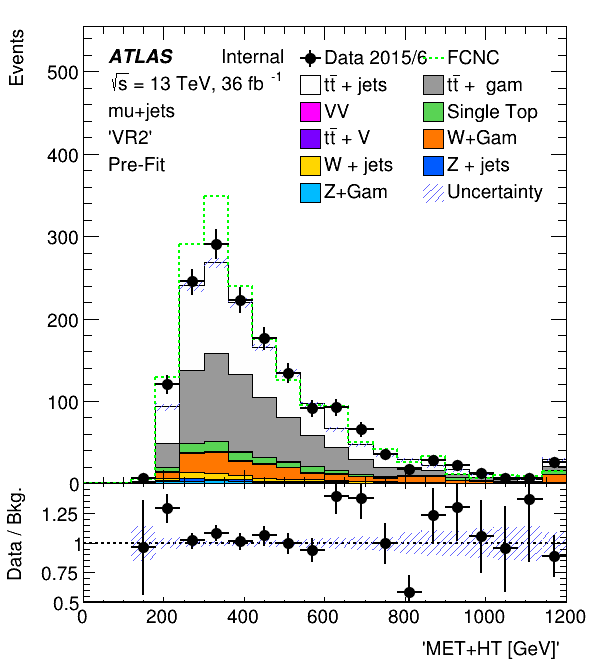 Events
ATLAS Internal
√s = 13 TeV, 36 fb -1
mu+jets
'VR2'
Pre-Fit
Data 2015/6 FCNC
tt̄ + jets tt̄ + gam
VV Single Top
tt̄ + V W+Gam
W + jets Z + jets
Z+Gam Uncertainty
500
400
300
200
100
0
Data / Bkg.
1.25
1
0.75
0.5
0 200 400 600 800 1000 1200
'MET+HT [GeV]'